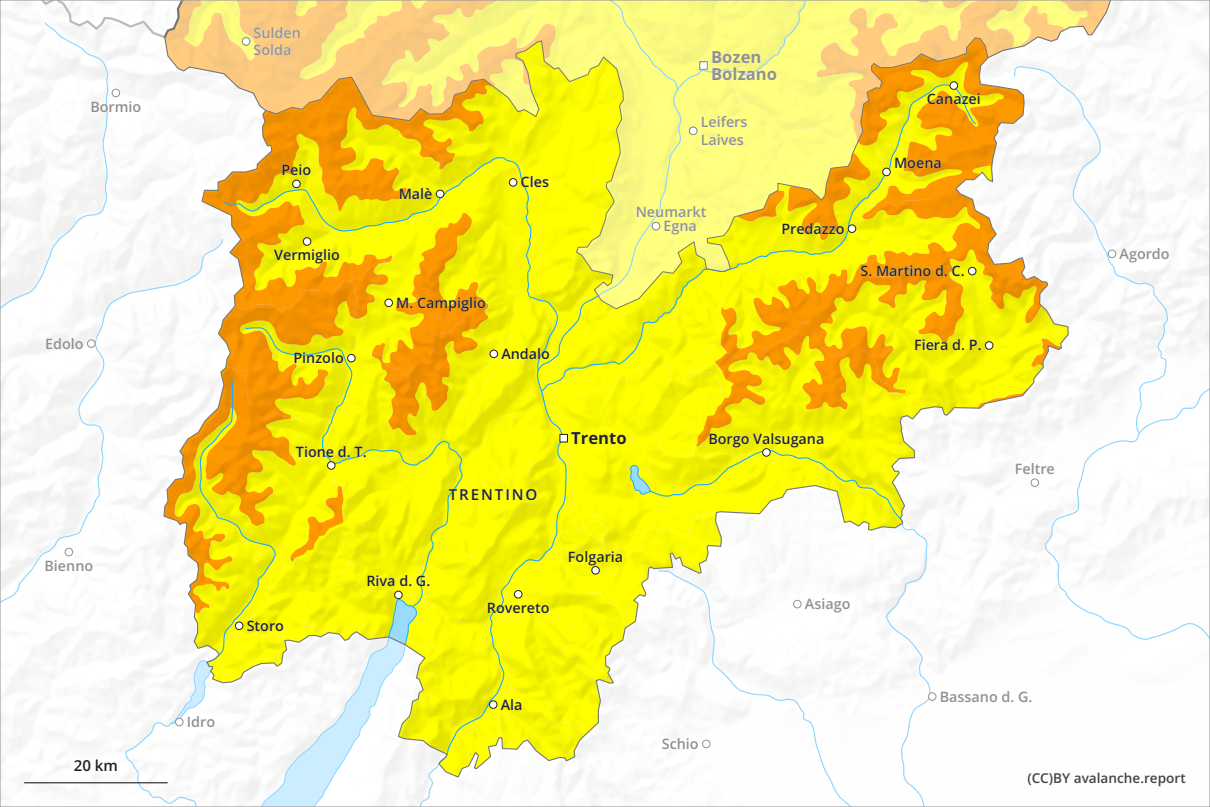 Sulden
Solda
Bozen
Bolzano
Bormio
Canazei
Leifers
Laives
Moena
Peio
Malè
Cles
Neumarkt
Egna
Predazzo
Vermiglio
Agordo
S. Martino d. C.
M. Campiglio
Edolo
Pinzolo
Andalo
Fiera d. P.
Trento
Borgo Valsugana
Tione d. T.
Feltre
TRENTINO
Bienno
Folgaria
Riva d. G.
Rovereto
Asiago
Storo
Bassano d. G.
Ala
Idro
Schio
20 km
(CC)BY avalanche.report